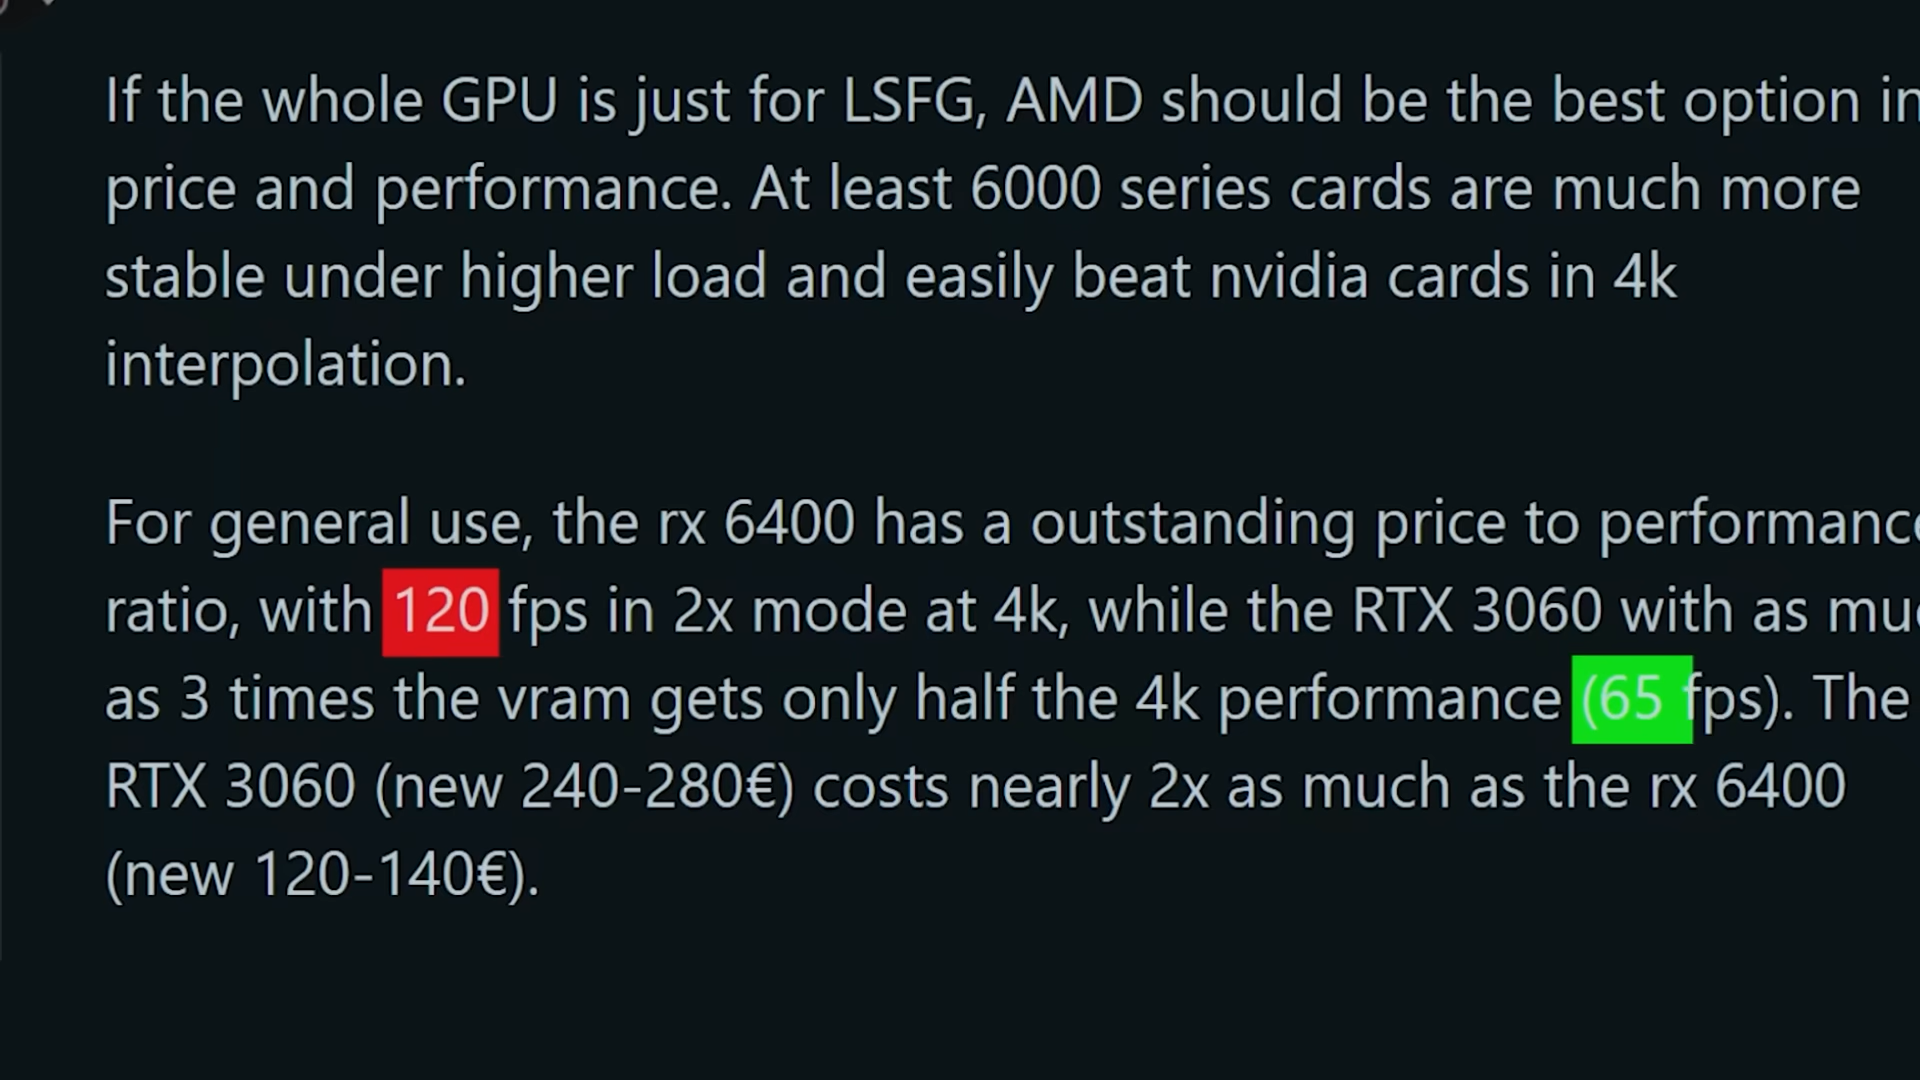 If the whole GPU is just for LSFG, AMD should be the best option in
price and performance. At least 6000 series cards are much more
stable under higher load and easily beat nvidia cards in 4k
interpolation.
For general use, the rx 6400 has a outstanding price to performance
ratio, with 120 fps in 2x mode at 4k, while the RTX 3060 with as
as 3 times the vram gets only half the 4k performance (65 fps). The
RTX 3060 (new 240-280€) costs nearly 2x as much as the rx 6400
(new 120-140€).